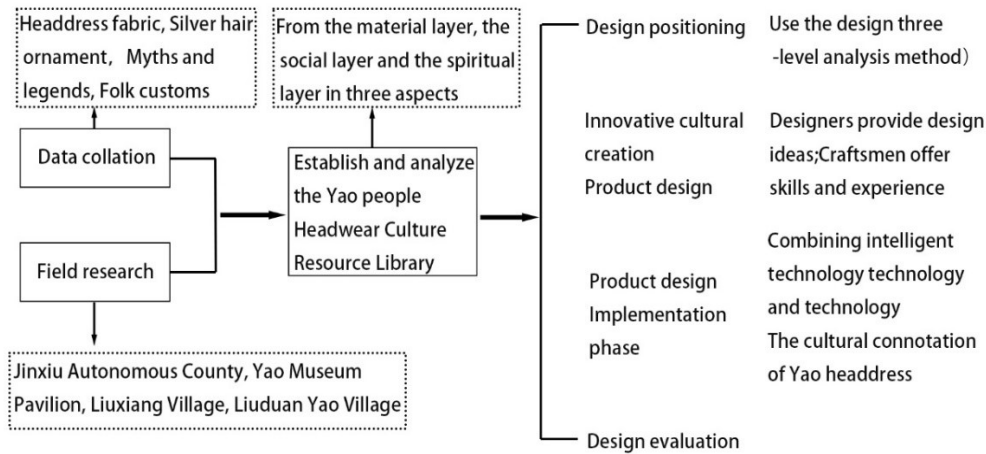 Headdress fabric, Silver hair
ornament, Myths and
legends, Folk customs
From the material layer, the
social layer and the spiritual
layer in three aspects
Data collation
Field research
Jinxiu Autonomous County, Yao Museum
Pavilion, Liuxiang Village, Liuduan Yao Village
Establish and analyze
the Yao people
Headwear Culture
Resource Library
Design positioning
Use the design three
-level analysis method）
Innovative cultural
creation
Product design
Designers provide design
ideas;Craftsmen offer
skills and experience
Product design
Implementation
phase
Combining intelligent
technology technology
and technology
The cultural connotation
of Yao headdress
Design evaluation